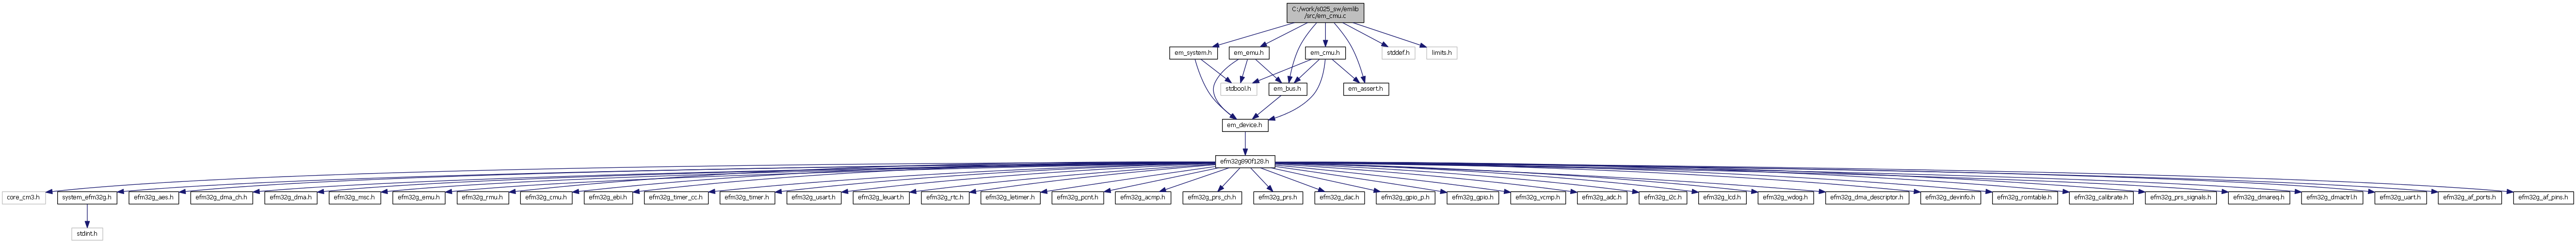 C:/work/s025_sw/emlib
/src/em_cmu.c
em_system.h
em_emu.h
em_cmu.h
stddef.h
limits.h
stdbool.h
em_bus.h
em_assert.h
em_device.h
efm32g890f128.h
core_cm3.h
system_efm32g.h
efm32g_aes.h
efm32g_dma_ch.h
efm32g_dma.h
efm32g_msc.h
efm32g_emu.h
efm32g_rmu.h
efm32g_cmu.h
efm32g_ebi.h
efm32g_timer_cc.h
efm32g_timer.h
efm32g_usart.h
efm32g_leuart.h
efm32g_rtc.h
efm32g_letimer.h
efm32g_pcnt.h
efm32g_acmp.h
efm32g_prs_ch.h
efm32g_prs.h
efm32g_dac.h
efm32g_gpio_p.h
efm32g_gpio.h
efm32g_vcmp.h
efm32g_adc.h
efm32g_i2c.h
efm32g_lcd.h
efm32g_wdog.h
efm32g_dma_descriptor.h
efm32g_devinfo.h
efm32g_romtable.h
efm32g_calibrate.h
efm32g_prs_signals.h
efm32g_dmareq.h
efm32g_dmactrl.h
efm32g_uart.h
efm32g_af_ports.h
efm32g_af_pins.h
stdint.h